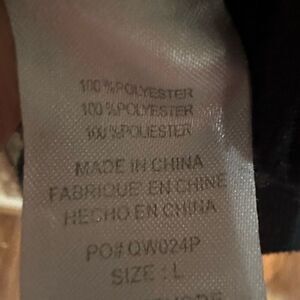 100%POLYESTER
100%POLYESTER
100%POLIESTER
MADE IN CHINA
FABRIQUE EN CHINE
HECHO EN CHINA
PO# QW024P
SIZE : L